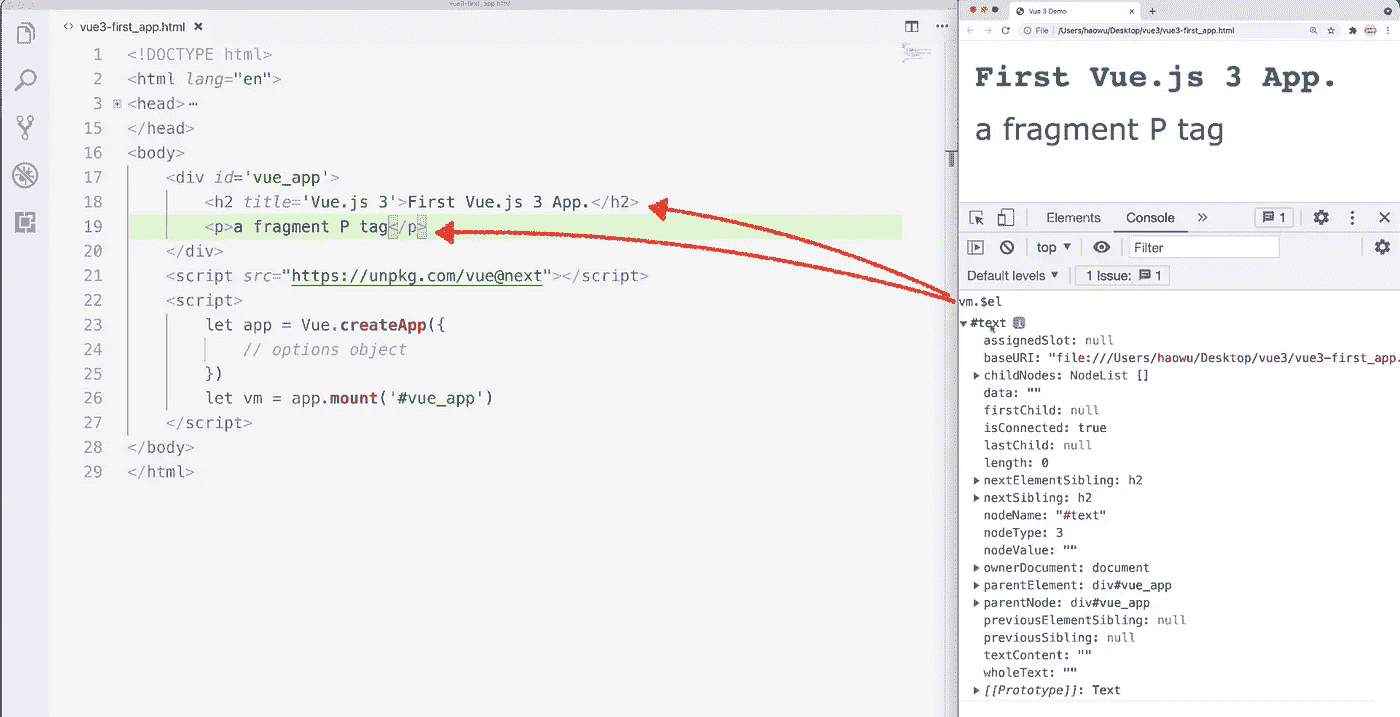 vue3-first_app.html
<> vue3-first_app.html ×
1 <!DOCTYPE html>
2 <html lang="en">
3 <head>…
15 </head>
16 <body>
17 <div id='vue_app'>
18 <h2 title='Vue.js 3'>First Vue.js 3 App.</h2>
19 <p>a fragment P tag</p>
20 </div>
21 <script src="https://unpkg.com/vue@next"></script>
22 <script>
23 let app = Vue.createApp({
24 // options object
25 })
26 let vm = app.mount('#vue_app')
27 </script>
28 </body>
29 </html>
Vue 3 Demo
File /Users/haowu/Desktop/vue3/vue3-first_app.html
First Vue.js 3 App.
a fragment P tag
Elements Console » 1
top Filter
Default levels 1 Issue: 1
vm.$el
#text i
assignedSlot: null
baseURI: "file:///Users/haowu/Desktop/vue3/vue3-first_app.
childNodes: NodeList []
data: ""
firstChild: null
isConnected: true
lastChild: null
length: 0
nextElementSibling: h2
nextSibling: h2
nodeName: "#text"
nodeType: 3
nodeValue: ""
ownerDocument: document
parentElement: div#vue_app
parentNode: div#vue_app
previousElementSibling: null
previousSibling: null
textContent: ""
wholeText: ""
[[Prototype]]: Text